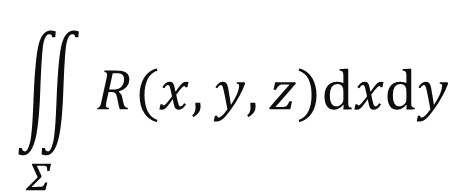 ∬ R(x, y, z)dxdy
Σ